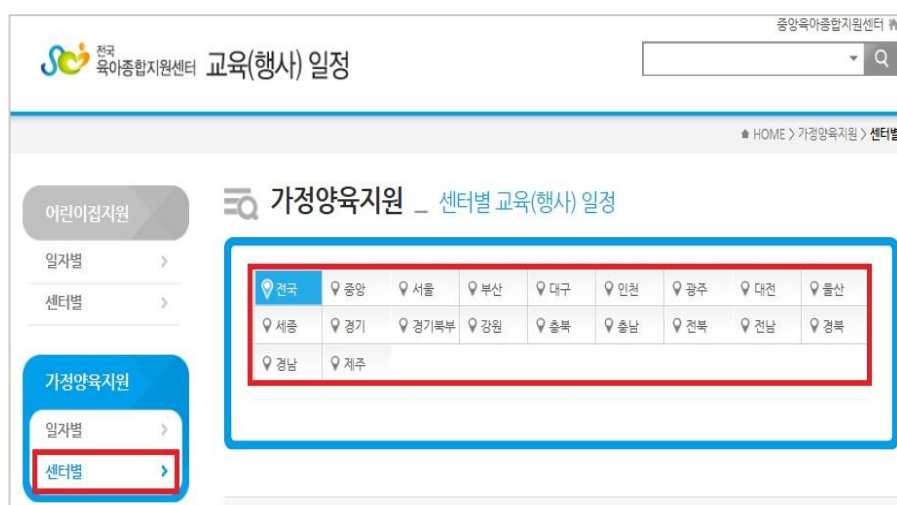 중앙육아종합지원센터
전국
육아종합지원센터 교육(행사) 일정
HOME > 가정양육지원 > 센터별
어린이집지원
일자별
센터별
가정양육지원
일자별
센터별
가정양육지원 _ 센터별 교육(행사) 일정
전국 중앙 서울 부산 대구 인천 광주 대전 울산
세종 경기 경기북부 강원 충북 충남 전북 전남 경북
경남 제주